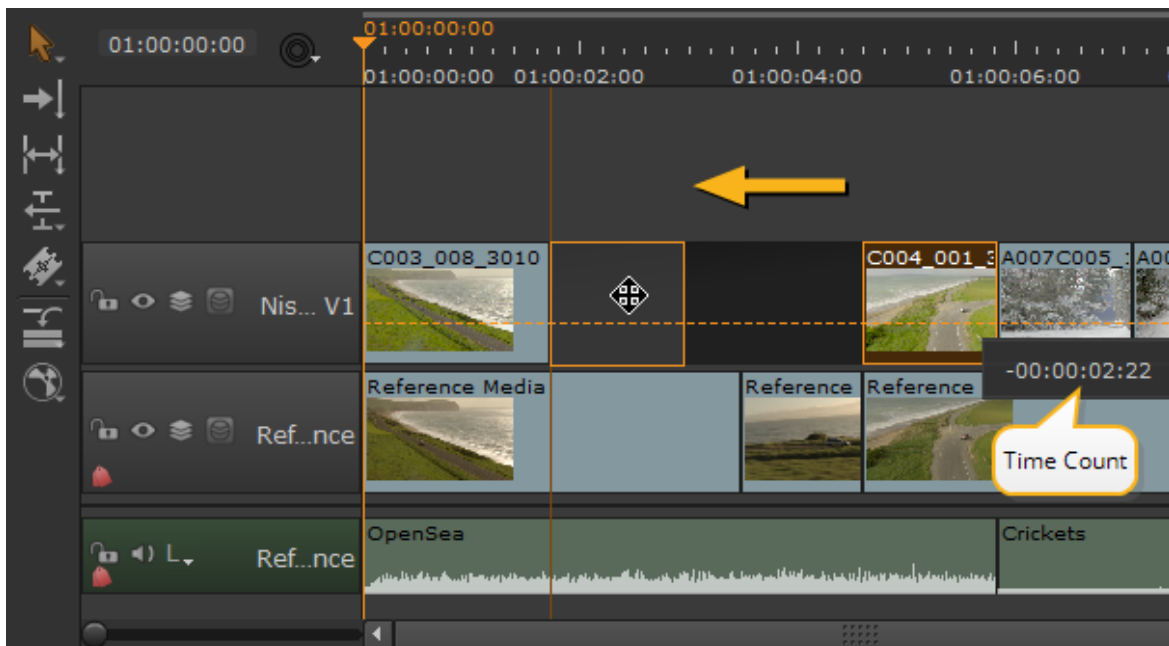 01:00:00:00
01:00:00:00
01:00:00:00 01:00:02:00 01:00:04:00 01:00:06:00
C003_008_3010
C004_001_3
A007C005_:
A00
Nis... V1
-00:00:02:22
Time Count
Reference Media
Reference
Reference
Ref...nce
OpenSea
Crickets
L
Ref...nce